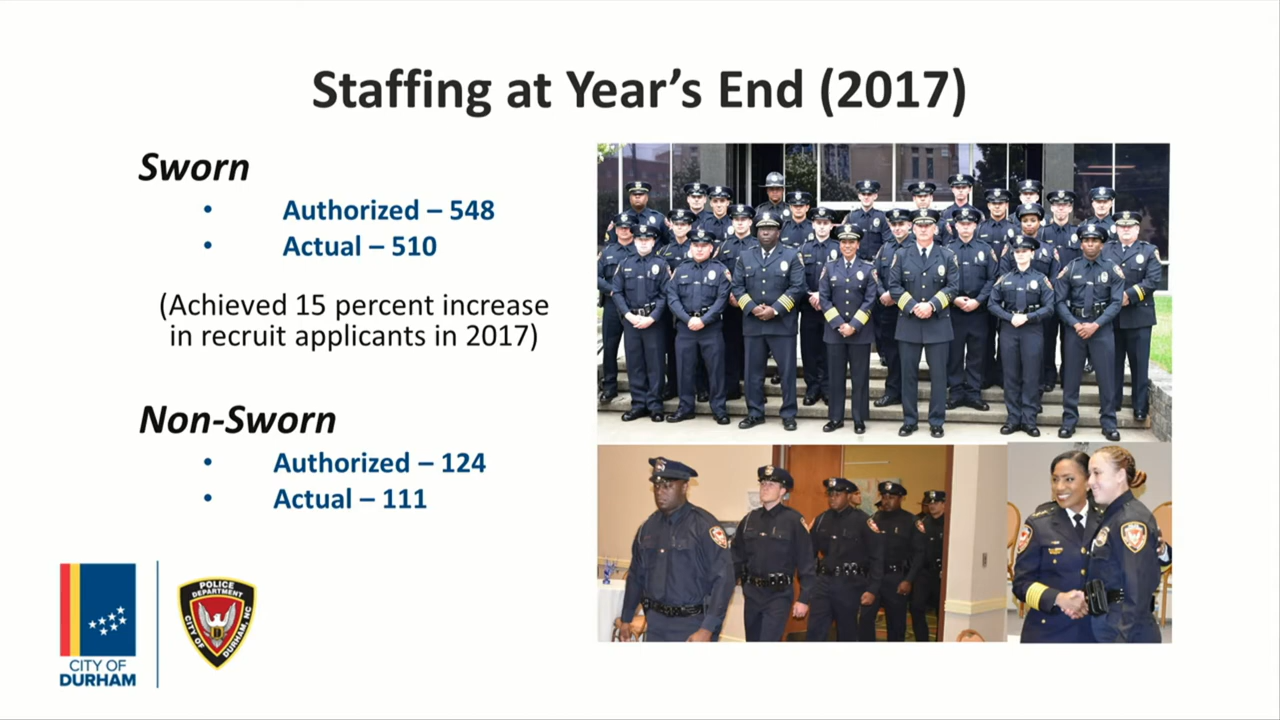 Staffing at Year's End (2017)
Sworn
• Authorized – 548
• Actual – 510
(Achieved 15 percent increase
in recruit applicants in 2017)
Non-Sworn
• Authorized – 124
• Actual – 111
CITY OF
DURHAM
POLICE
DEPARTMENT
CITY OF
DURHAM, NC
D